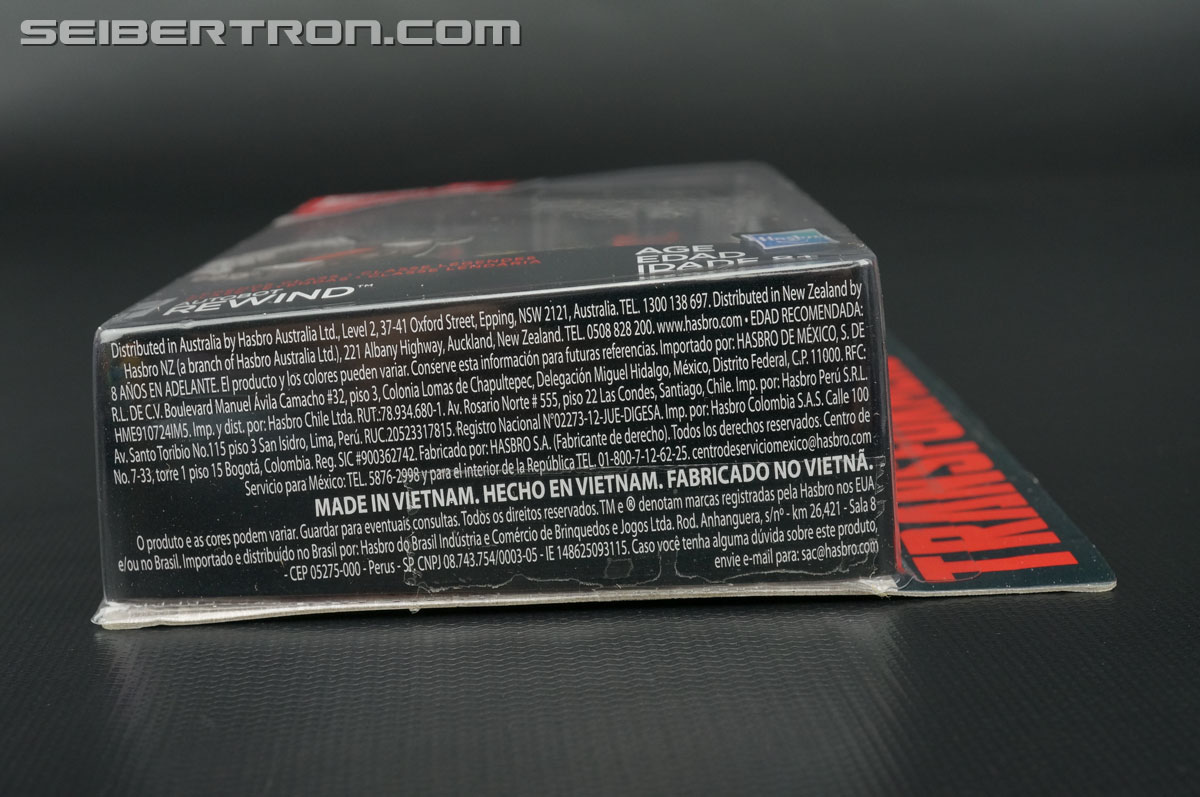 SEIBERTRON.com
Hasbro
AGE
EDAD
IDADE 8+
AUTOBOT
REWIND™
Distributed in Australia by Hasbro Australia Ltd., Level 2, 37-41 Oxford Street, Epping, NSW 2121, Australia. TEL. 1300 138 697. Distributed in New Zealand by
Hasbro NZ (a branch of Hasbro Australia Ltd.), 221 Albany Highway, Auckland, New Zealand. TEL. 0508 828 200. www.hasbro.com • EDAD RECOMENDADA:
8 AÑOS EN ADELANTE. El producto y los colores pueden variar. Conserve esta información para futuras referencias. Importado por: HASBRO DE MÉXICO, S. DE
R.L. DE C.V. Boulevard Manuel Ávila Camacho #32, piso 3, Colonia Lomas de Chapultepec, Delegación Miguel Hidalgo, México, Distrito Federal, C.P. 11000. RFC:
HME910724IM5. Imp. y dist. por: Hasbro Chile Ltd. RUT:78.934.680-1. Av. Rosario Norte # 555, piso 22 Las Condes, Santiago, Chile. Imp. por: Hasbro Perú S.R.L.
Av. Santo Toribio No.115 piso 3 San Isidro, Lima, Perú. RUC.20523317815. Registro Nacional N°02273-12-JUE-DIGESA. Imp. por: Hasbro Colombia S.A.S. Calle 100
No. 7-33, torre 1 piso 15 Bogotá, Colombia. Reg. SIC #900362742. Fabricado por: HASBRO S.A. (Fabricante de derecho). Todos los derechos reservados. Centro de
Servicio para México: TEL. 5876-2998 y para el interior de la República TEL. 01-800-7-12-62-25. centrodeserviciomexico@hasbro.com
MADE IN VIETNAM. HECHO EN VIETNAM. FABRICADO NO VIETNÃ.
O produto e as cores podem variar. Guardar para eventuais consultas. Todos os direitos reservados. TM e ® denotam marcas registradas pela Hasbro nos EUA
e/ou no Brasil. Importado e distribuído no Brasil por: Hasbro do Brasil Indústria e Comércio de Brinquedos e Jogos Ltda. Rod. Anhanguera, s/nº - km 26,421 - Sala 8
- CEP 05275-000 - Perus - SP CNPJ 08.743.754/0003-05 - IE 148625093115. Caso você tenha alguma dúvida sobre este produto,
envie e-mail para: sac@hasbro.com